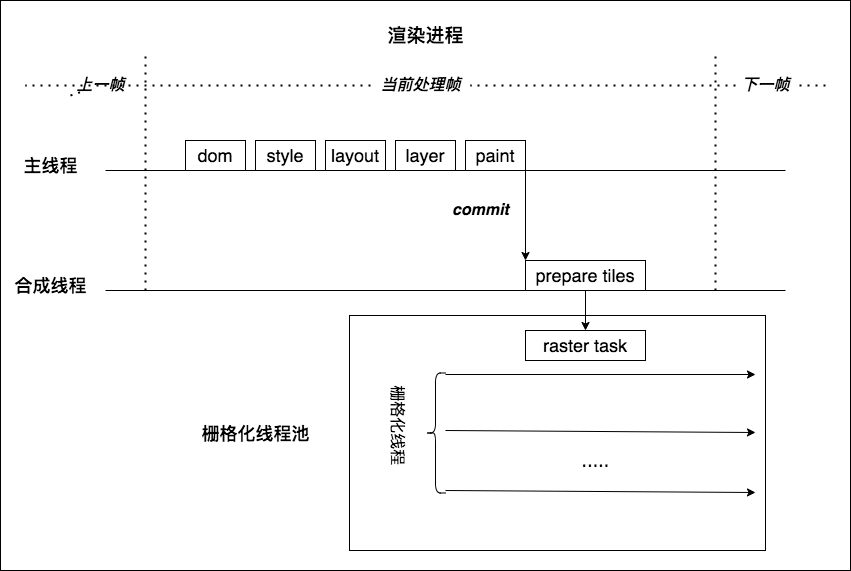 渲染进程
上一帧
当前处理帧
下一帧
主线程
dom
style
layout
layer
paint
commit
合成线程
prepare tiles
raster task
栅格化线程池
栅格化线程
.....